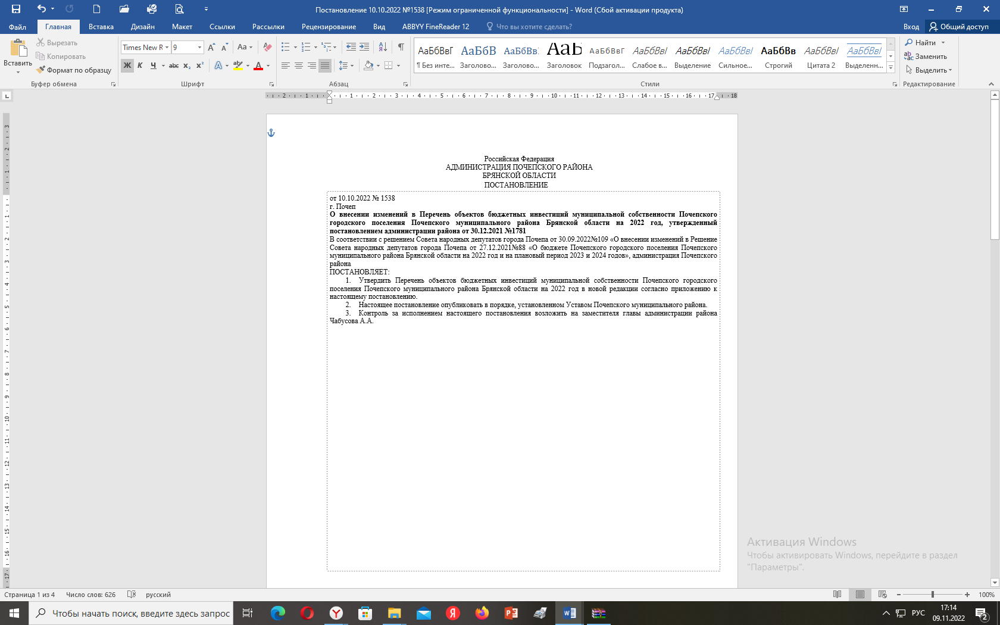 Постановление 10.10.2022 №1538 [Режим ограниченной функциональности] - Word (Сбой активации продукта)
Файл Главная Вставка Дизайн Макет Ссылки Рассылки Рецензирование Вид ABBYY FineReader 12 Что вы хотите сделать? Вход Общий доступ
Вставить
Вырезать
Копировать
Формат по образцу
Буфер обмена
Times New R 9
Шрифт
Абзац
АаБбВвГ АаБбВ АаБбВв АаБ АаБбВвГ АаБбВвІ АаБбВвІ АаБбВвІ АаБбВв АаБбВвІ АаБбВвІ
¶ Без инте... Заголово... Заголово... Заголовок Подзагол... Слабое в... Выделение Сильное... Строгий Цитата 2 Выделенн...
Стили
Найти
Заменить
Выделить
Редактирование
Российская Федерация
АДМИНИСТРАЦИЯ ПОЧЕПСКОГО РАЙОНА
БРЯНСКОЙ ОБЛАСТИ
ПОСТАНОВЛЕНИЕ
от 10.10.2022 № 1538
г. Почеп
О внесении изменений в Перечень объектов бюджетных инвестиций муниципальной собственности Почепского
городского поселения Почепского муниципального района Брянской области на 2022 год, утвержденный
постановлением администрации района от 30.12.2021 №1781
В соответствии с решением Совета народных депутатов города Почепа от 30.09.2022№109 «О внесении изменений в Решение
Совета народных депутатов города Почепа от 27.12.2021№88 «О бюджете Почепского городского поселения Почепского
муниципального района Брянской области на 2022 год и на плановый период 2023 и 2024 годов», администрация Почепского
района
ПОСТАНОВЛЯЕТ:
1. Утвердить Перечень объектов бюджетных инвестиций муниципальной собственности Почепского городского
поселения Почепского муниципального района Брянской области на 2022 год в новой редакции согласно приложению к
настоящему постановлению.
2. Настоящее постановление опубликовать в порядке, установленном Уставом Почепского муниципального района.
3. Контроль за исполнением настоящего постановления возложить на заместителя главы администрации района
Чабусова А.А.
Активация Windows
Чтобы активировать Windows, перейдите в раздел
"Параметры".
Страница 1 из 4 Число слов: 626 русский 100%
Чтобы начать поиск, введите здесь запрос
РУС
17:14
09.11.2022
2